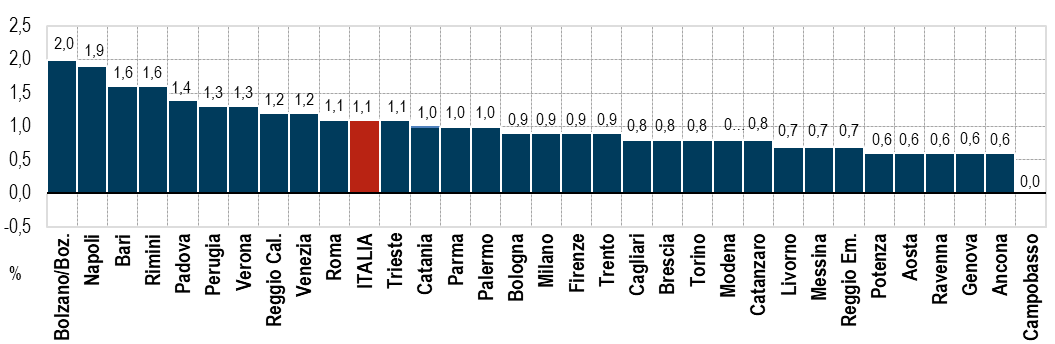 2,5
2,0
1,5
1,0
0,5
0,0
-0,5
%
2,0 1,9 1,6 1,6 1,4 1,3 1,3 1,2 1,2 1,1 1,1 1,1 1,0 1,0 1,0 0,9 0,9 0,9 0,9 0,8 0,8 0,8 0... 0,8 0,7 0,7 0,7 0,6 0,6 0,6 0,6 0,6 0,0
Bolzano/Boz.
Napoli
Bari
Rimini
Padova
Perugia
Verona
Reggio Cal.
Venezia
Roma
ITALIA
Trieste
Catania
Parma
Palermo
Bologna
Milano
Firenze
Trento
Cagliari
Brescia
Torino
Modena
Catanzaro
Livorno
Messina
Reggio Em.
Potenza
Aosta
Ravenna
Genova
Ancona
Campobasso